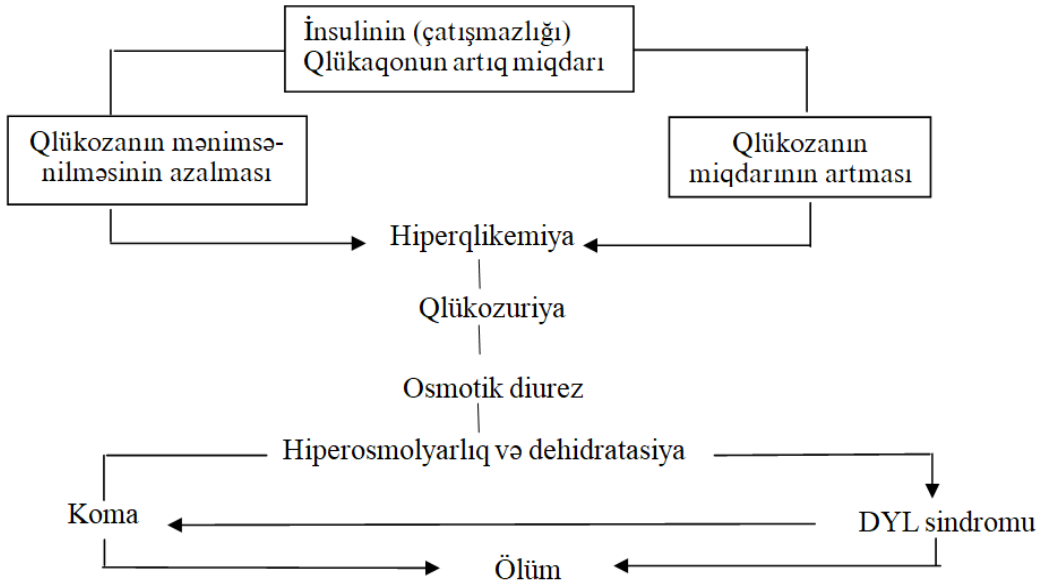 İnsulinin (çatışmazlığı)
Qlükaqonun artıq miqdarı
Qlükozanın mənimsə-
nilməsinin azalması
Qlükozanın
miqdarının artması
Hiperqlikemiya
Qlükozuriya
Osmotik diurez
Hiperosmolyarlıq və dehidratasiya
Koma
DYL sindromu
Ölüm